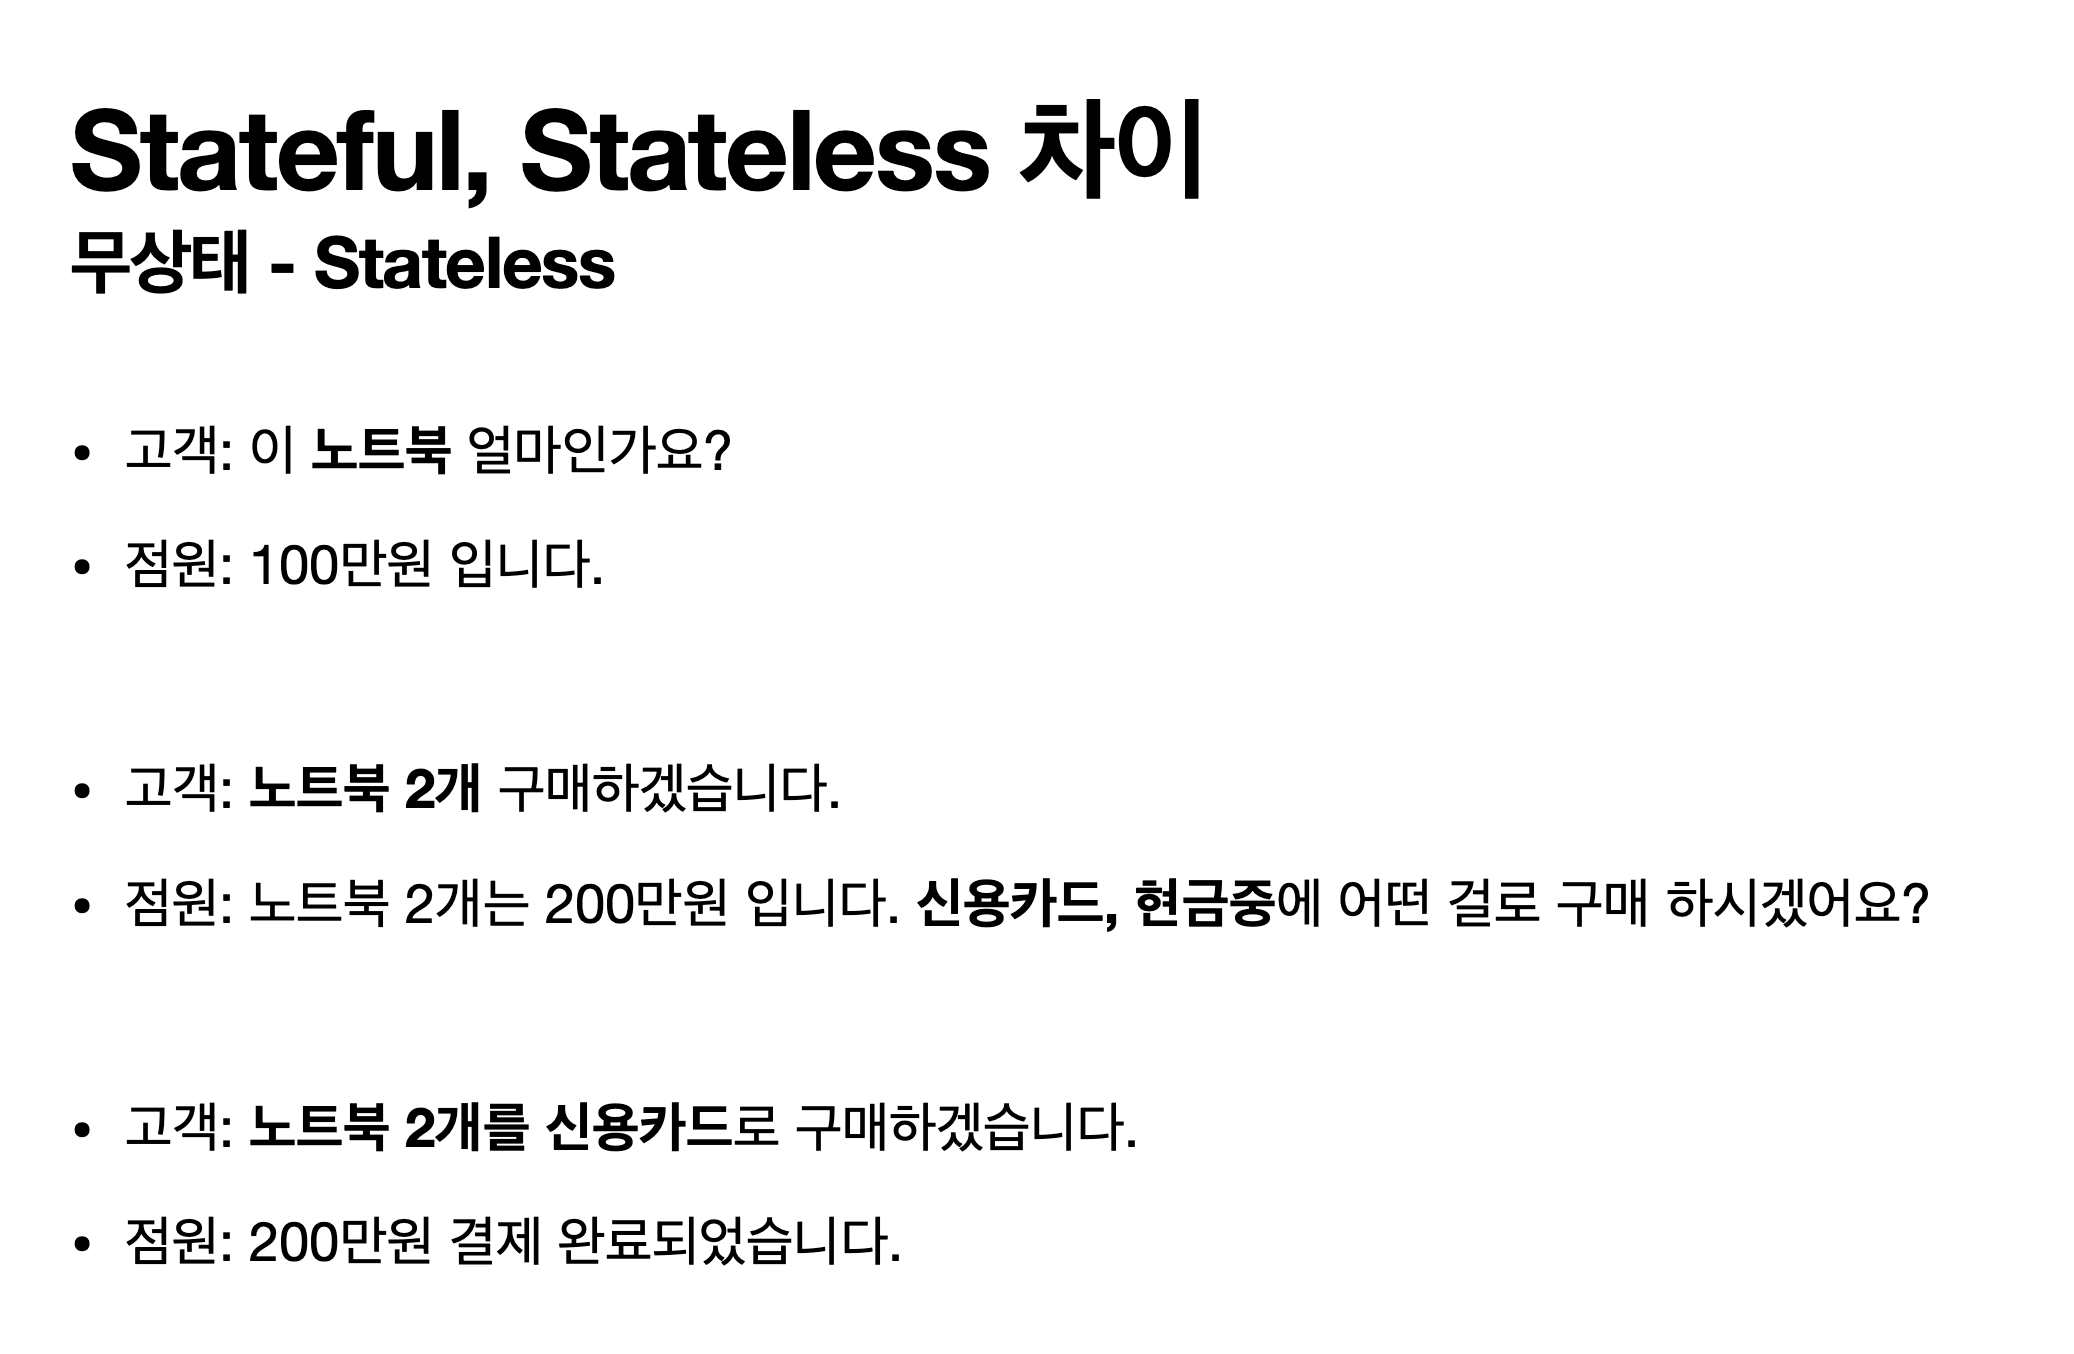 Stateful, Stateless 차이
무상태 - Stateless
• 고객: 이 노트북 얼마인가요?
• 점원: 100만원 입니다.
• 고객: 노트북 2개 구매하겠습니다.
• 점원: 노트북 2개는 200만원 입니다. 신용카드, 현금중에 어떤 걸로 구매 하시겠어요?
• 고객: 노트북 2개를 신용카드로 구매하겠습니다.
• 점원: 200만원 결제 완료되었습니다.